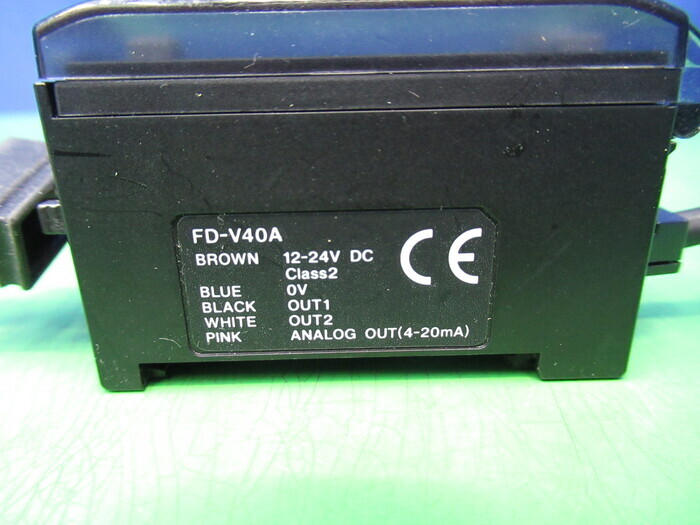 FD-V40A
BROWN 12-24V DC
Class2
BLUE 0V
BLACK OUT1
WHITE OUT2
PINK ANALOG OUT(4-20mA)
CE